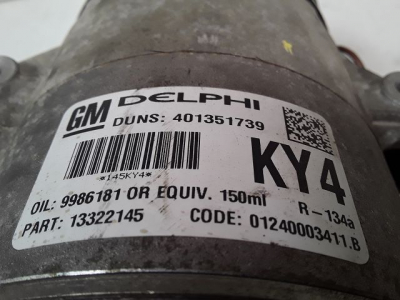 GM DELPHI
DUNS: 401351739
*145KY4*
KY4
OIL: 9986181 OR EQUIV. 150ml
R-134a
PART: 13322145 CODE: 01240003411.B